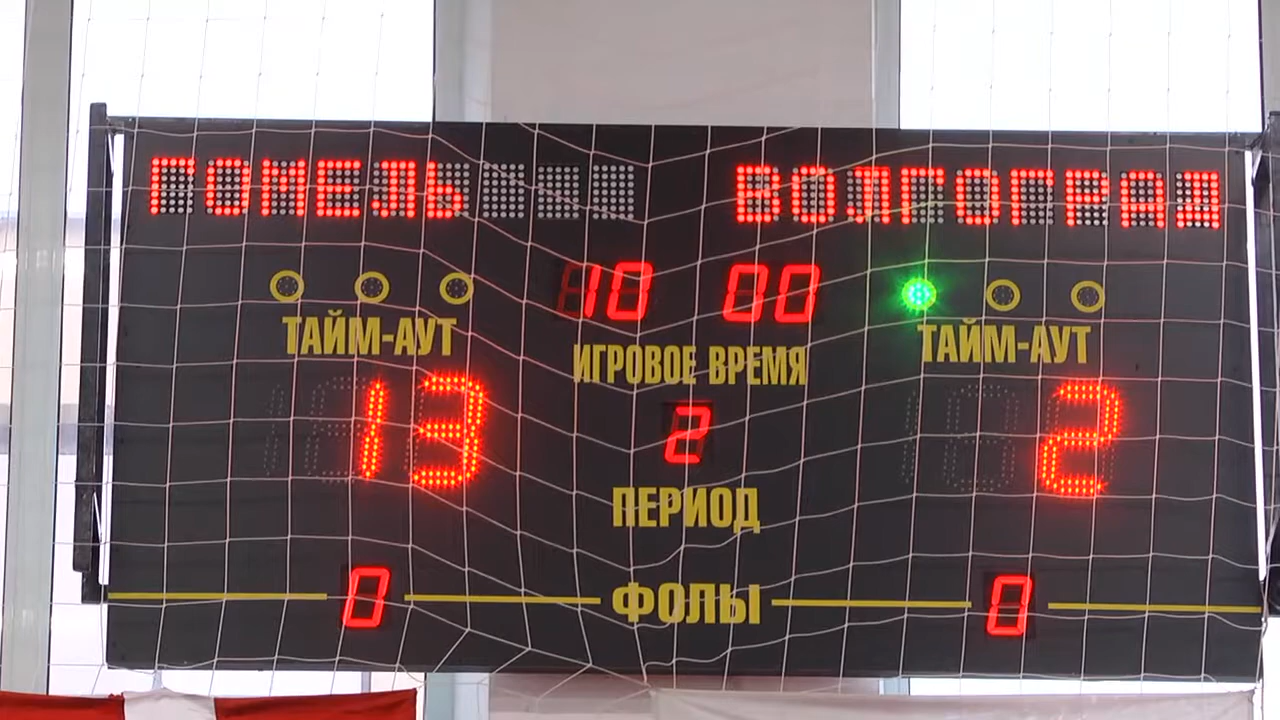 ГОМЕЛЬ ВОЛГОГРАД
10 00
ТАЙМ-АУТ ИГРОВОЕ ВРЕМЯ ТАЙМ-АУТ
13 2 2
ПЕРИОД
0 ФОЛЫ 0